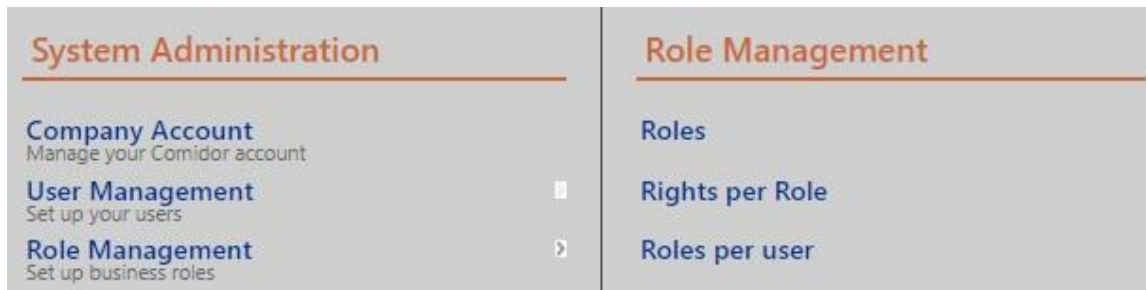 System Administration
Company Account
Manage your Comidor account
User Management
Set up your users
Role Management
Set up business roles
Role Management
Roles
Rights per Role
Roles per user